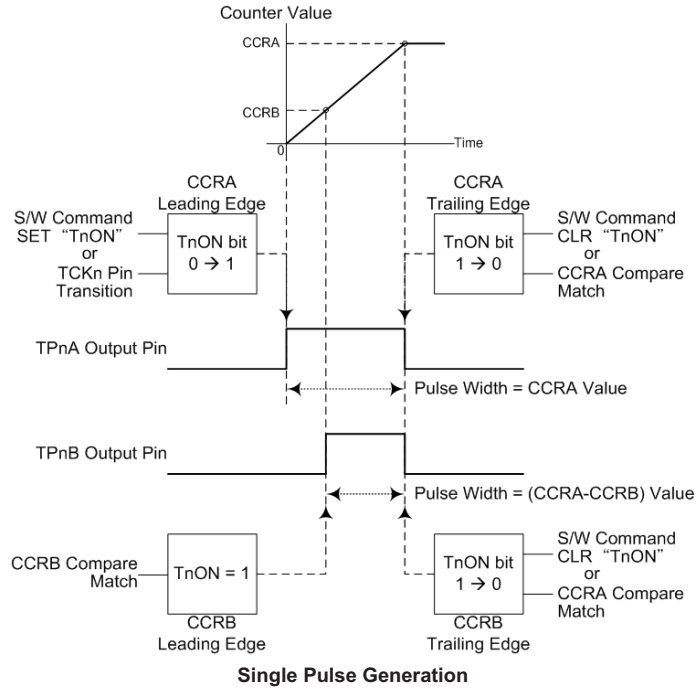 Counter Value
CCRA
CCRB
0
Time
CCRA
Leading Edge
CCRA
Trailing Edge
S/W Command
SET “TnON”
or
TCKn Pin
Transition
TnON bit
0 → 1
TnON bit
1 → 0
S/W Command
CLR “TnON”
or
CCRA Compare
Match
TPnA Output Pin
Pulse Width = CCRA Value
TPnB Output Pin
Pulse Width = (CCRA-CCRB) Value
CCRB Compare
Match
TnON = 1
CCRB
Leading Edge
TnON bit
1 → 0
CCRB
Trailing Edge
S/W Command
CLR “TnON”
or
CCRA Compare
Match
Single Pulse Generation